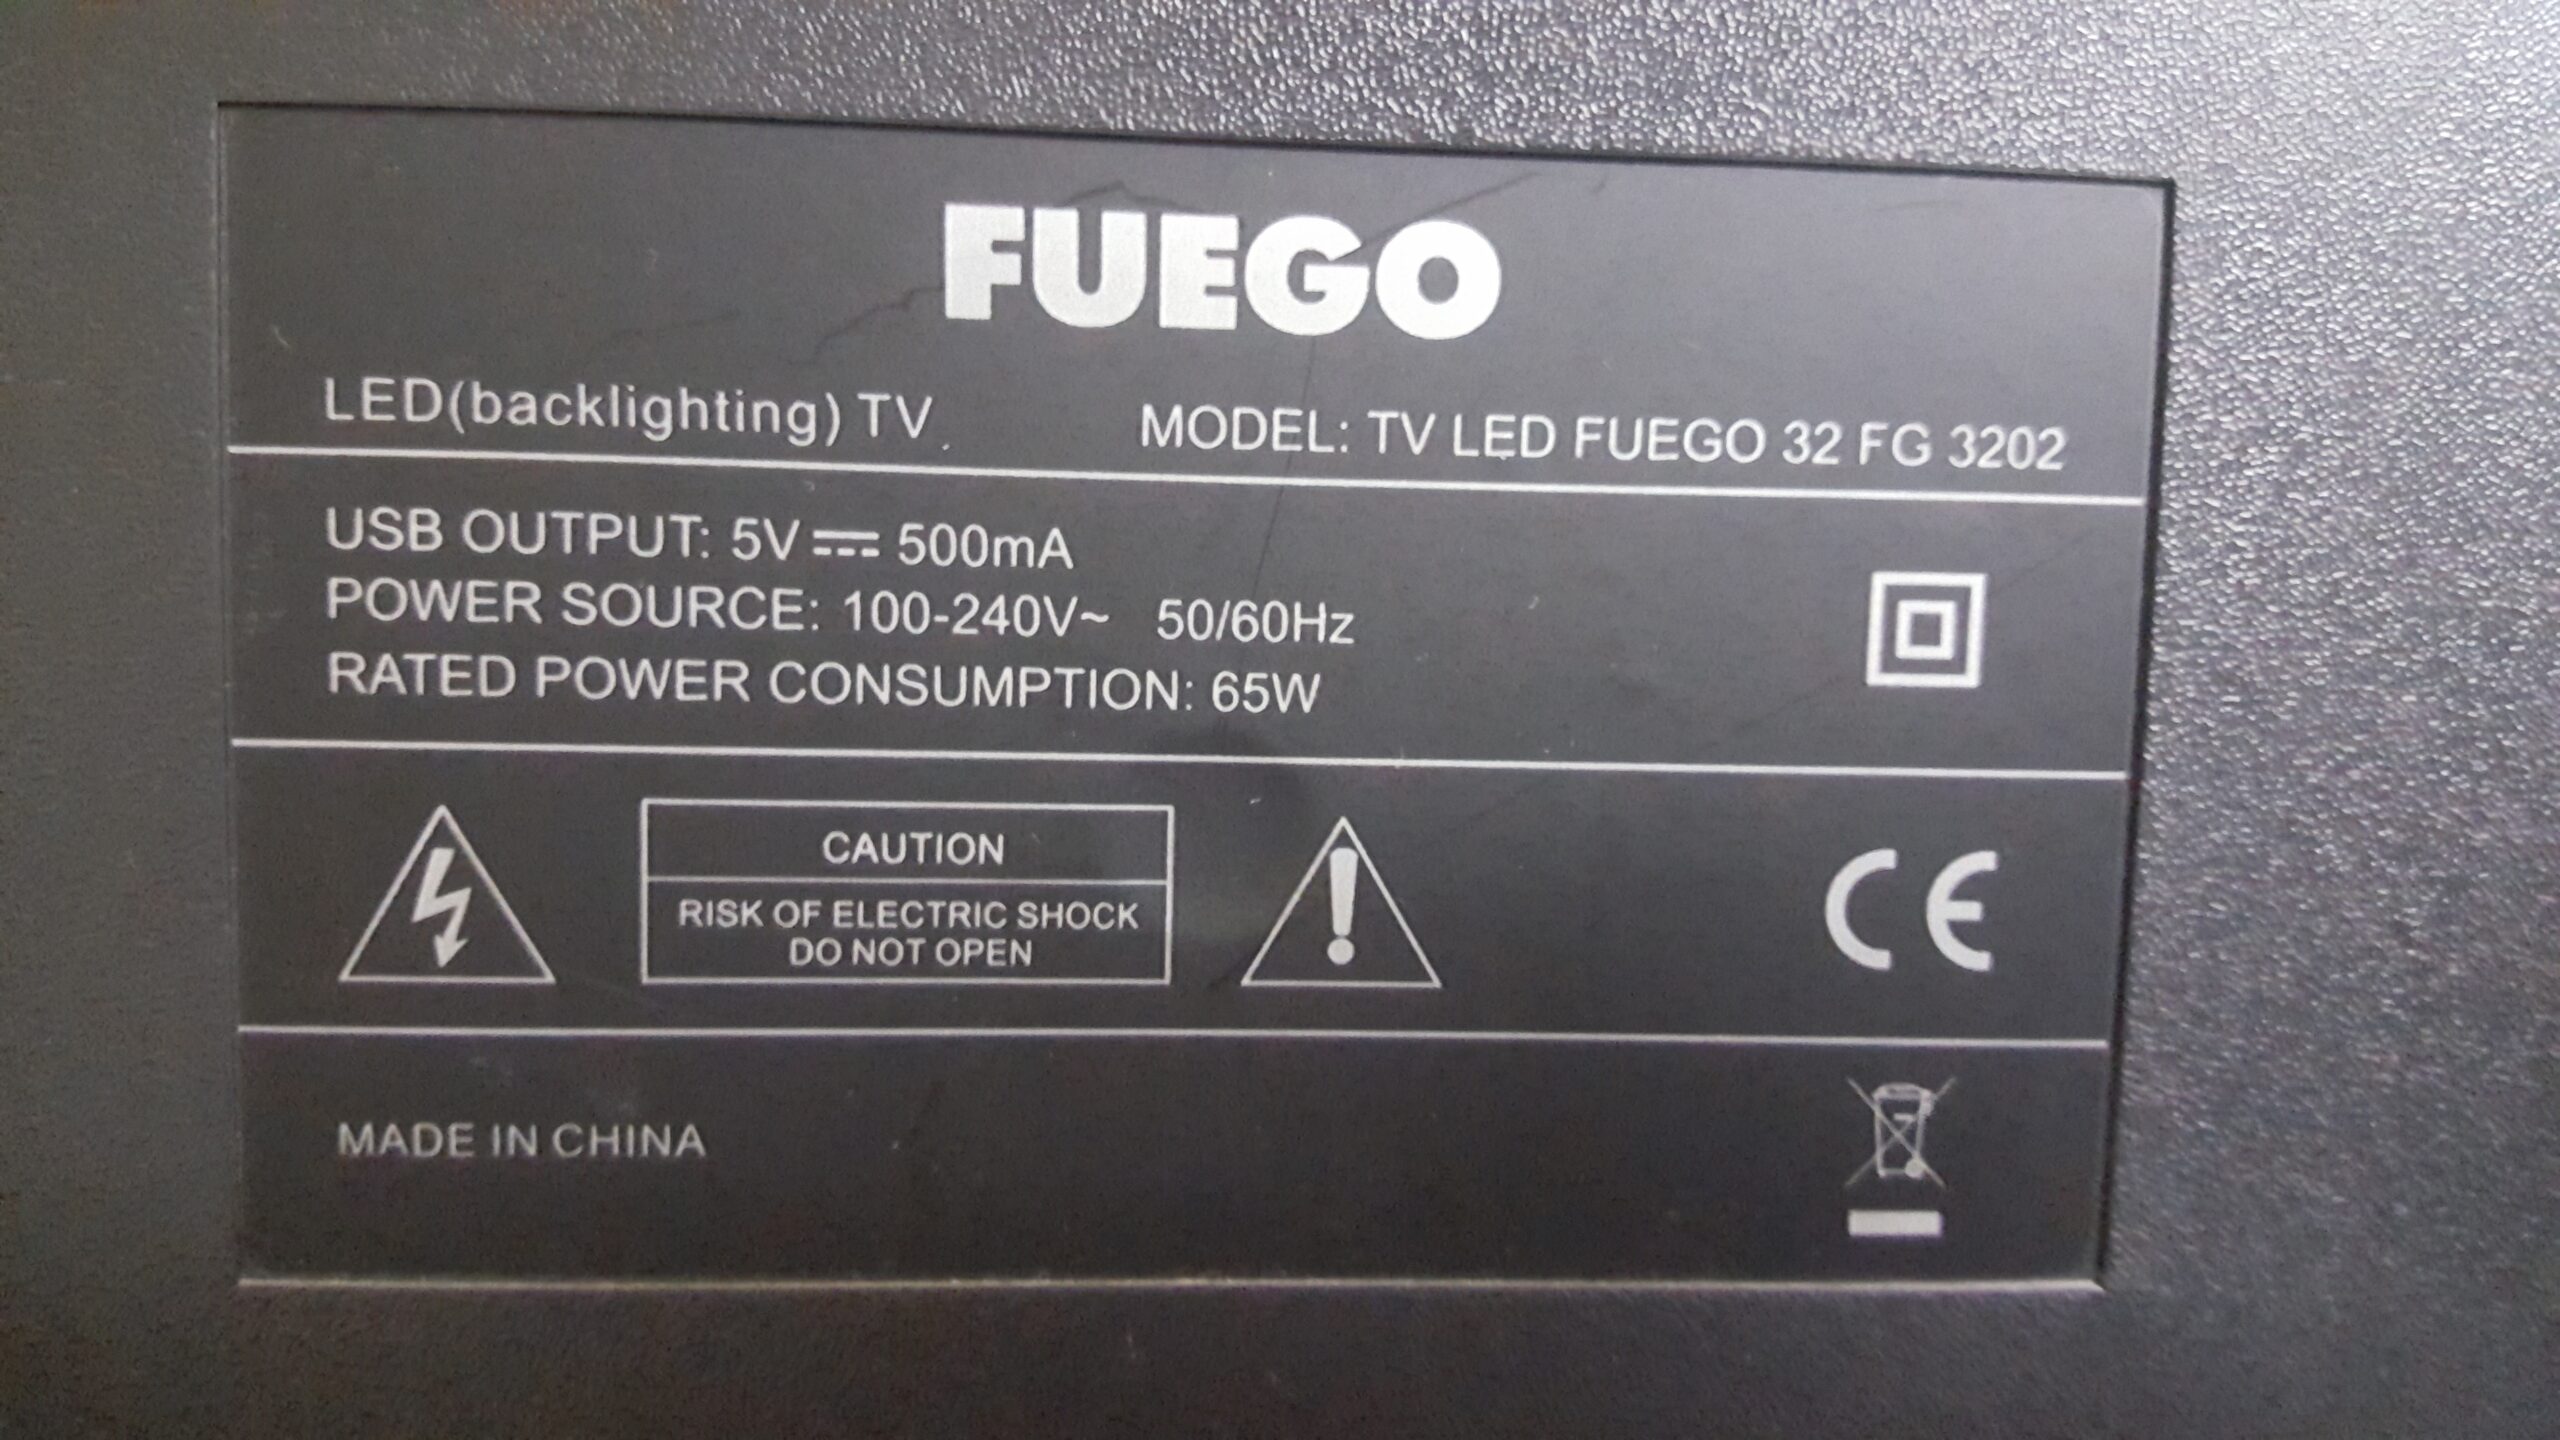 FUEGO
LED(backlighting) TV MODEL: TV LED FUEGO 32 FG 3202
USB OUTPUT: 5V⎓500mA
POWER SOURCE: 100-240V~ 50/60Hz
RATED POWER CONSUMPTION: 65W
CAUTION
RISK OF ELECTRIC SHOCK
DO NOT OPEN
CE
MADE IN CHINA